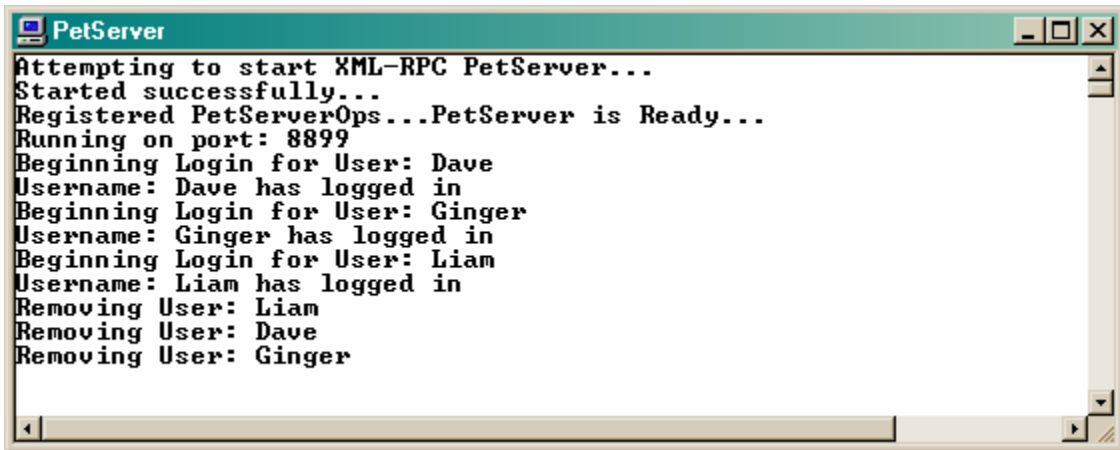 PetServer
Attempting to start XML-RPC PetServer...
Started successfully...
Registered PetServerOps...PetServer is Ready...
Running on port: 8899
Beginning Login for User: Dave
Username: Dave has logged in
Beginning Login for User: Ginger
Username: Ginger has logged in
Beginning Login for User: Liam
Username: Liam has logged in
Removing User: Liam
Removing User: Dave
Removing User: Ginger